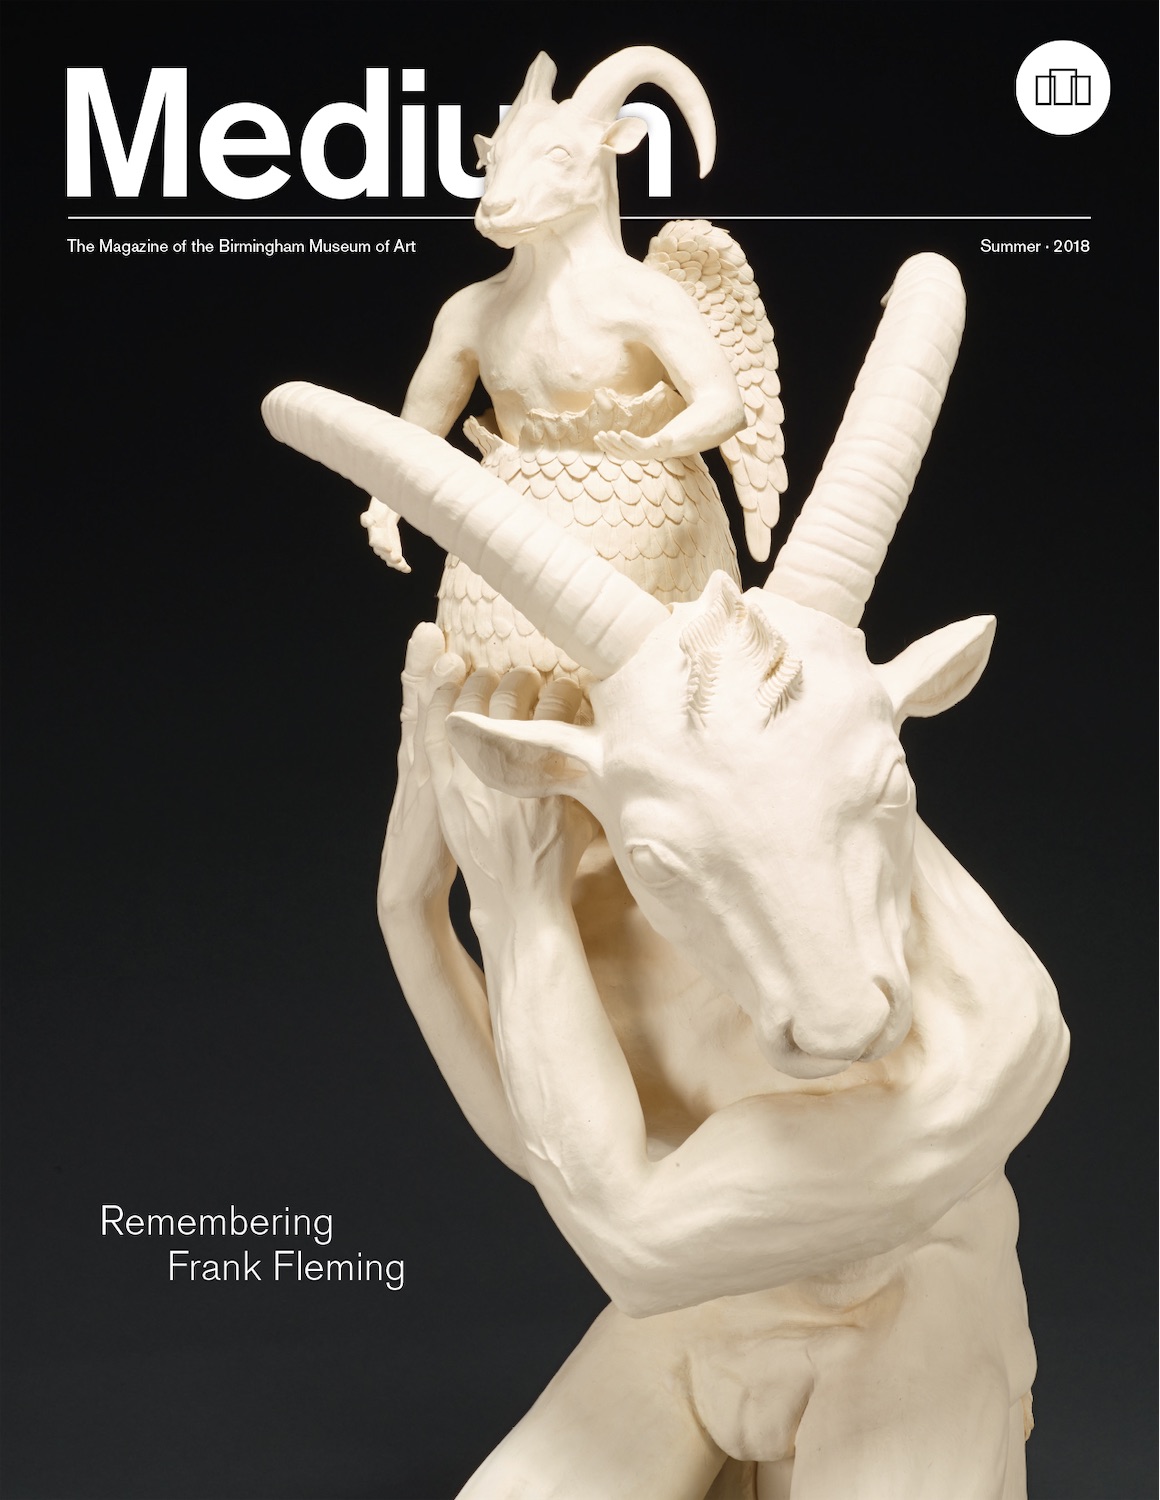 Medium
The Magazine of the Birmingham Museum of Art
Summer · 2018
Remembering
Frank Fleming